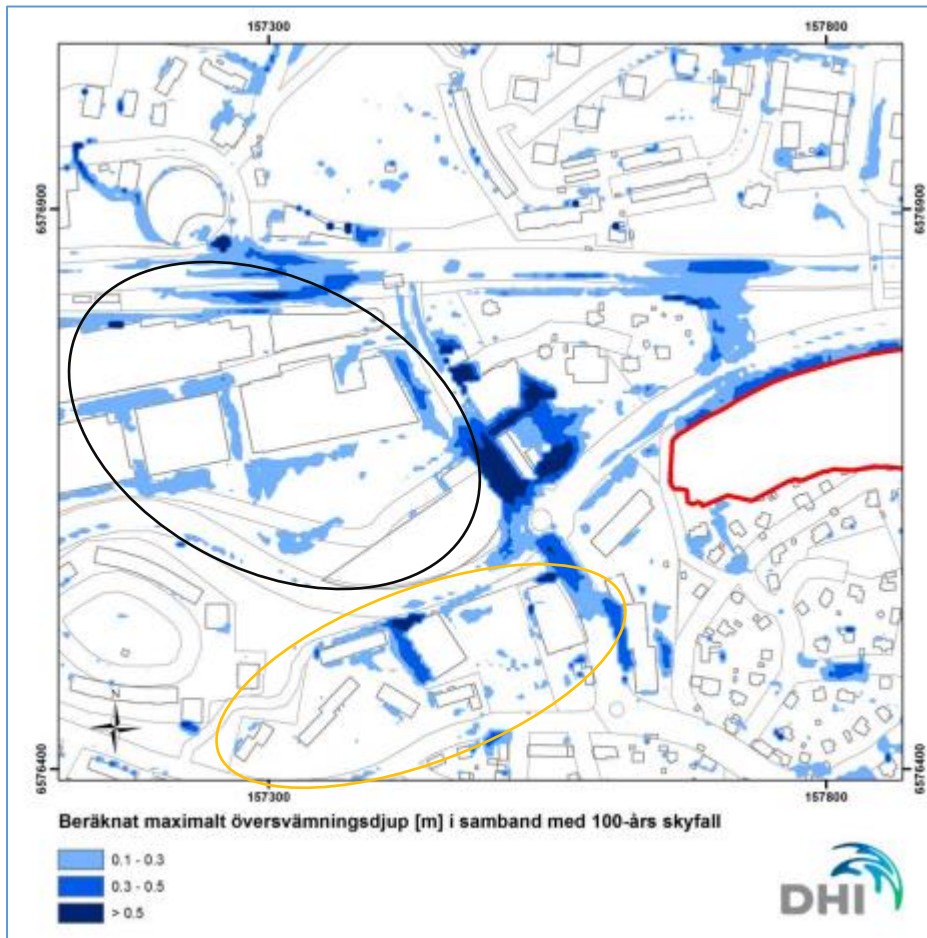 157300 157800
6576900 6576900
N
6576400 6576400
157300 157800
Beräknat maximalt översvämningsdjup [m] i samband med 100-års skyfall
0.1 - 0.3
0.3 - 0.5
> 0.5
DHI